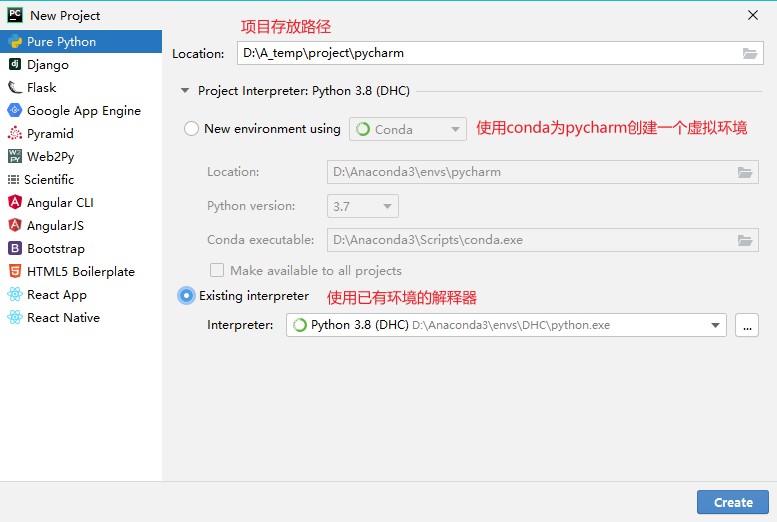 New Project
项目存放路径
Location: D:\A_temp\project\pycharm
Pure Python
Django
Flask
Google App Engine
Pyramid
Web2Py
Scientific
Angular CLI
AngularJS
Bootstrap
HTML5 Boilerplate
React App
React Native
Project Interpreter: Python 3.8 (DHC)
New environment using Conda 使用conda为pycharm创建一个虚拟环境
Location: D:\Anaconda3\envs\pycharm
Python version: 3.7
Conda executable: D:\Anaconda3\Scripts\conda.exe
Make available to all projects
Existing interpreter 使用已有环境的解释器
Interpreter: Python 3.8 (DHC) D:\Anaconda3\envs\DHC\python.exe ...
Create